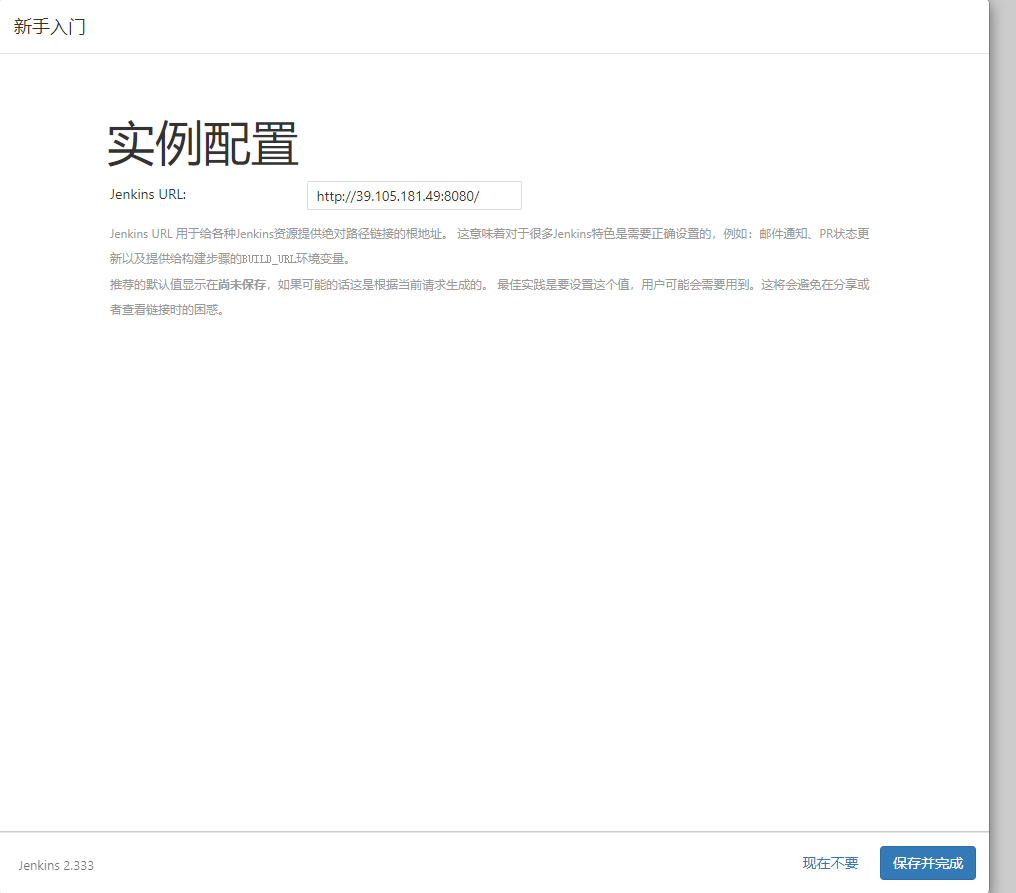 新手入门
实例配置
Jenkins URL:
http://39.105.181.49:8080/
Jenkins URL 用于给各种Jenkins资源提供绝对路径链接的根地址。 这意味着对于很多Jenkins特色是需要正确设置的，例如：邮件通知、PR状态更
新以及提供给构建步骤的BUILD_URL环境变量。
推荐的默认值显示在尚未保存，如果可能的话这是根据当前请求生成的。 最佳实践是要设置这个值，用户可能会需要用到。这将会避免在分享或
者查看链接时的困惑。
Jenkins 2.333
现在不要
保存并完成